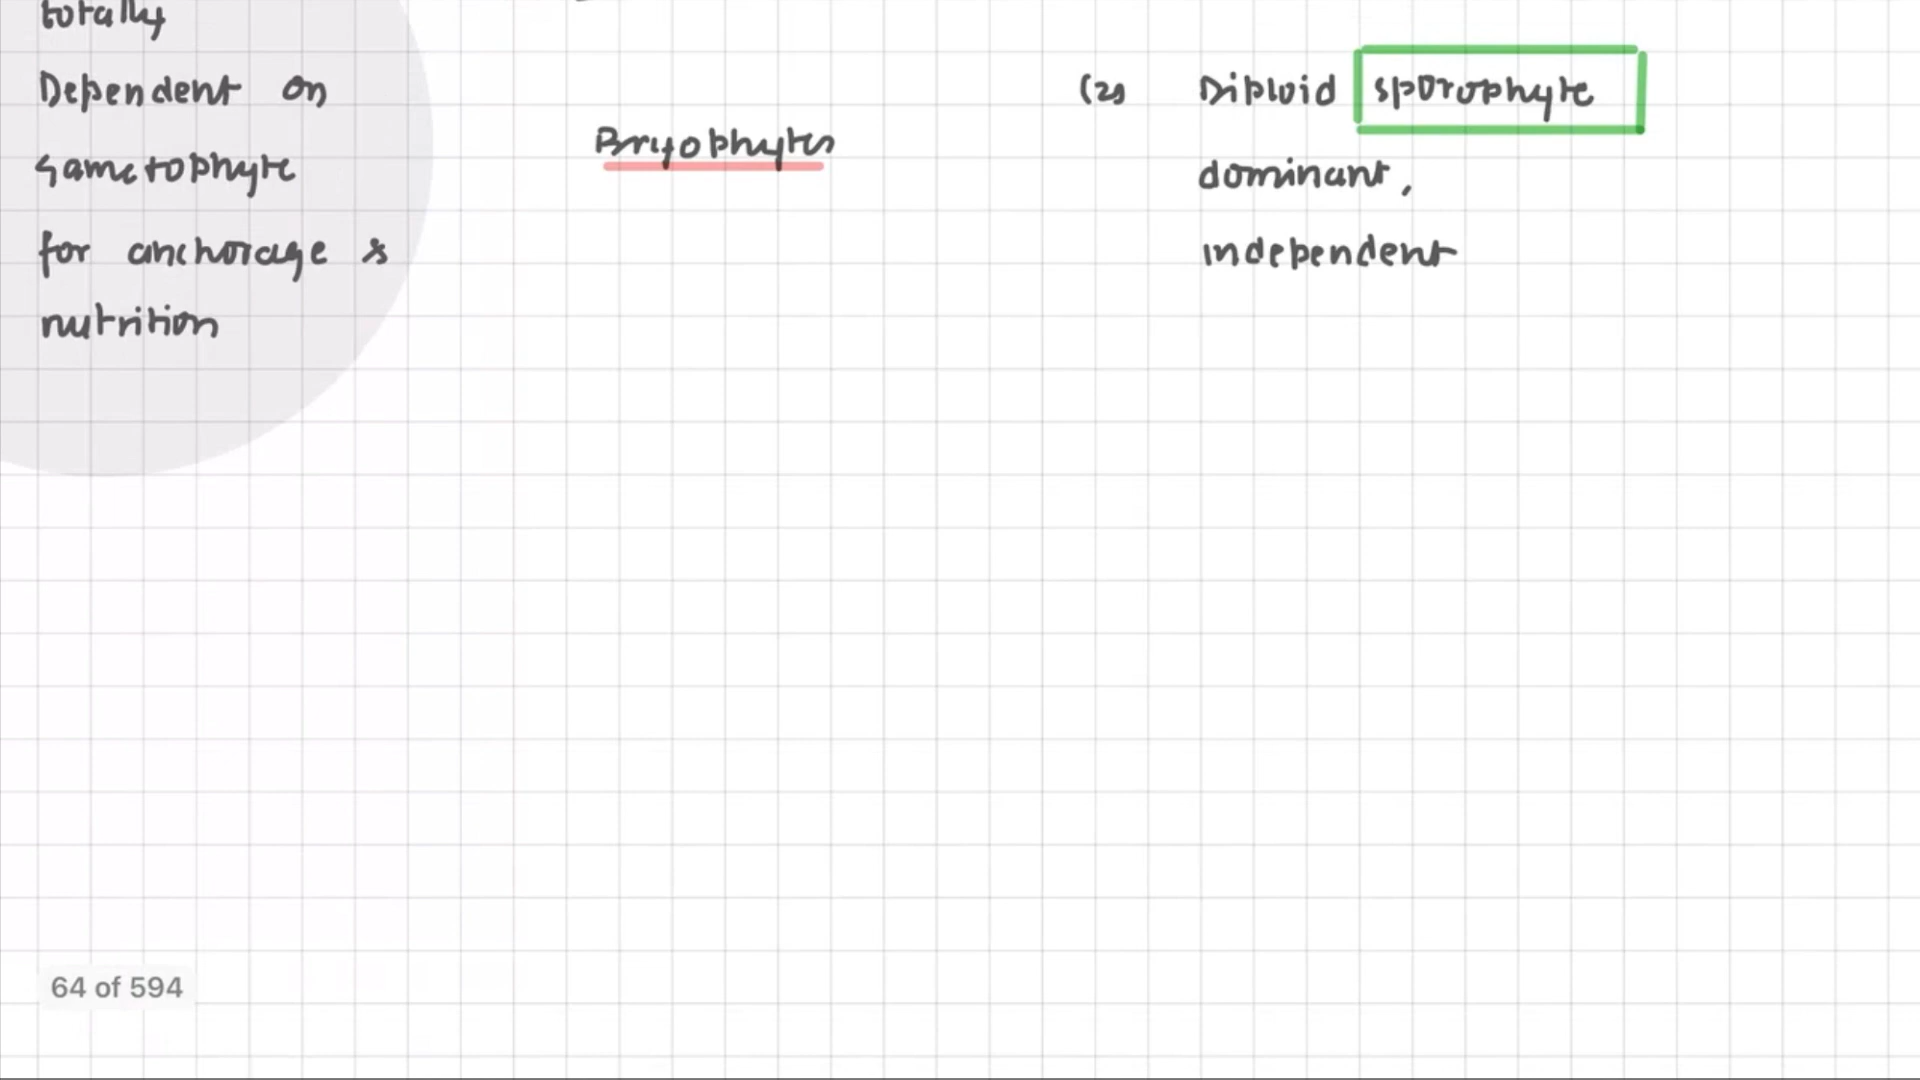 totally
Dependent on
Gametophyte
for anchorage &
nutrition
Bryophytes
(2) Diploid sporophyte
dominant,
independent
64 of 594